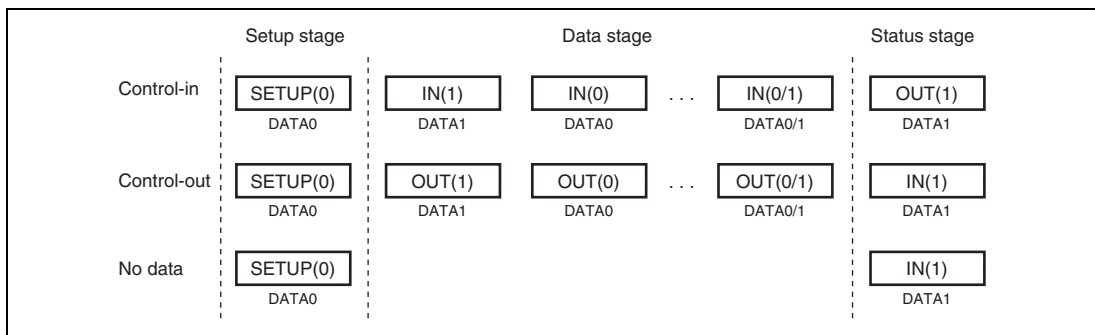 Setup stage Data stage Status stage
Control-in SETUP(0) IN(1) IN(0) . . . IN(0/1) OUT(1)
DATA0 DATA1 DATA0 DATA0/1 DATA1
Control-out SETUP(0) OUT(1) OUT(0) . . . OUT(0/1) IN(1)
DATA0 DATA1 DATA0 DATA0/1 DATA1
No data SETUP(0) IN(1)
DATA0 DATA1